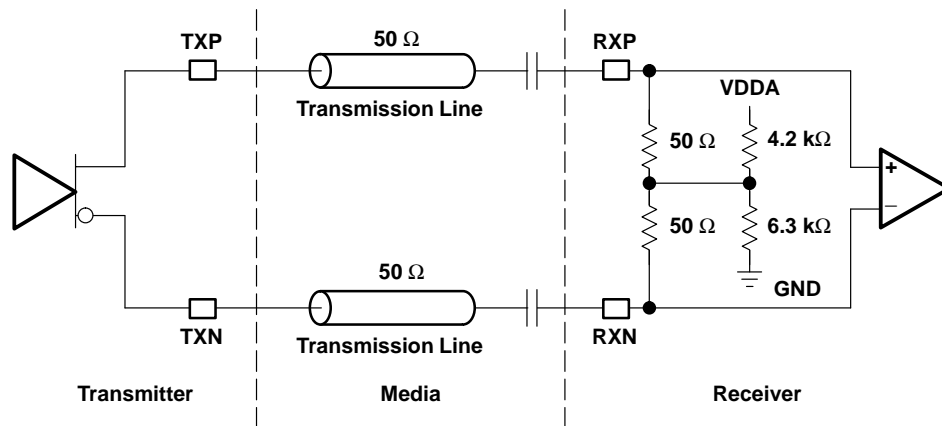 50 Ω
TXP
RXP
Transmission Line
VDDA
50 Ω
4.2 kΩ
+
−
50 Ω
6.3 kΩ
50 Ω
GND
TXN
RXN
Transmission Line
Transmitter
Media
Receiver